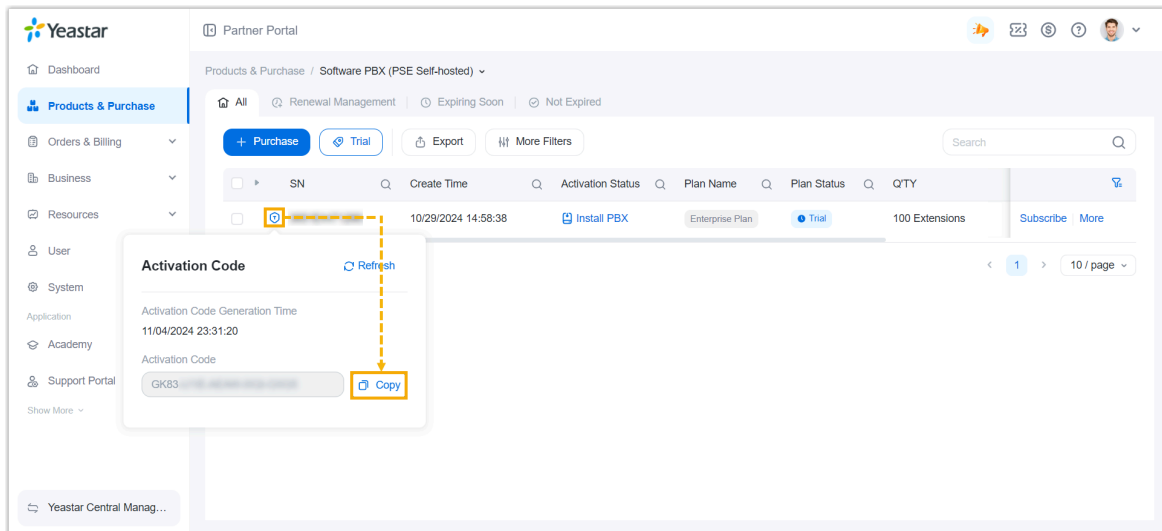 Yeastar
Partner Portal
Dashboard
Products & Purchase
Orders & Billing
Business
Resources
User
System
Application
Academy
Support Portal
Show More
Yeastar Central Manag...
Products & Purchase / Software PBX (PSE Self-hosted)
All
Renewal Management
Expiring Soon
Not Expired
+ Purchase
Trial
Export
More Filters
Search
SN
Create Time
Activation Status
Plan Name
Plan Status
Q'TY
10/29/2024 14:58:38
Install PBX
Enterprise Plan
Trial
100 Extensions
Subscribe
More
1
10 / page
Activation Code
Refresh
Activation Code Generation Time
11/04/2024 23:31:20
Activation Code
GK83
Copy